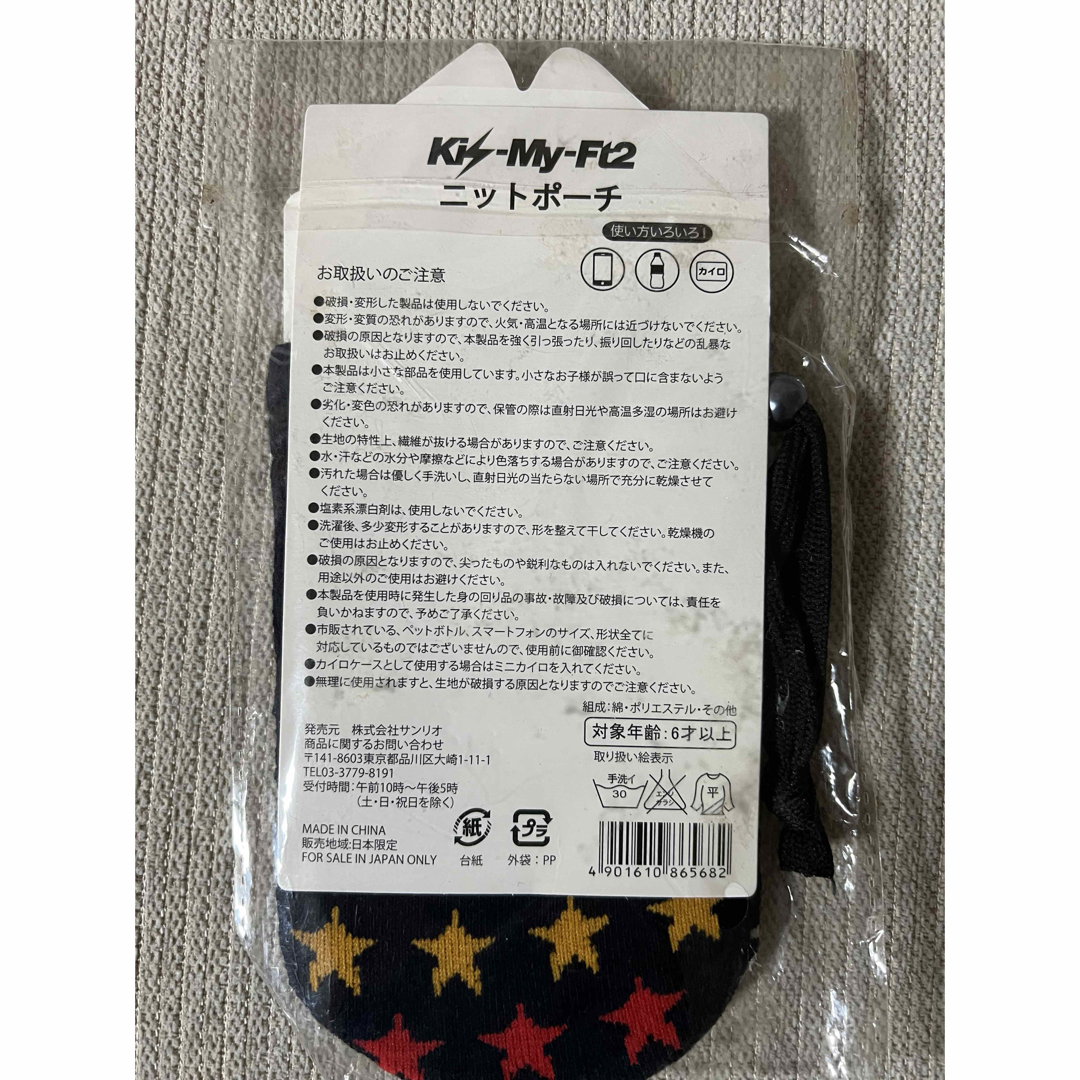 Kis-My-Ft2
ニットポーチ
使い方いろいろ！
カイロ
お取扱いのご注意
●破損・変形した製品は使用しないでください。
●変形・変質の恐れがありますので、火気・高温となる場所には近づけないでください。
●破損の原因となりますので、本製品を強く引っ張ったり、振り回したりなどの乱暴な
お取扱いはお止めください。
●本製品は小さな部品を使用しています。小さなお子様が誤って口に含まないよう
ご注意ください。
●劣化・変色の恐れがありますので、保管の際は直射日光や高温多湿の場所はお避け
ください。
●生地の特性上、繊維が抜ける場合がありますので、ご注意ください。
●水・汗などの水分や摩擦などにより色落ちする場合がありますので、ご注意ください。
●汚れた場合は優しく手洗いし、直射日光の当たらない場所で充分に乾燥させて
ください。
●塩素系漂白剤は、使用しないでください。
●洗濯後、多少変形することがありますので、形を整えて干してください。乾燥機の
ご使用はお止めください。
●破損の原因となりますので、尖ったものや鋭利なものは入れないでください。また、
用途以外のご使用はお避けください。
●本製品を使用時に発生した身の回り品の事故・故障及び破損については、責任を
負いかねますので、予めご了承ください。
●市販されている、ペットボトル、スマートフォンのサイズ、形状全てに
対応しているものではございませんので、使用前に御確認ください。
●カイロケースとして使用する場合はミニカイロを入れてください。
●無理に使用されますと、生地が破損する原因となりますのでご注意ください。
組成：綿・ポリエステル・その他
対象年齢：6才以上
取り扱い絵表示
手洗イ
30
エンソ
サラシ
平
発売元　株式会社サンリオ
商品に関するお問い合わせ
〒141-8603東京都品川区大崎1-11-1
TEL03-3779-8191
受付時間：午前10時～午後5時
（土・日・祝日を除く）
MADE IN CHINA
販売地域:日本限定
FOR SALE IN JAPAN ONLY
紙
台紙
プラ
外袋：PP
4 901610 865682